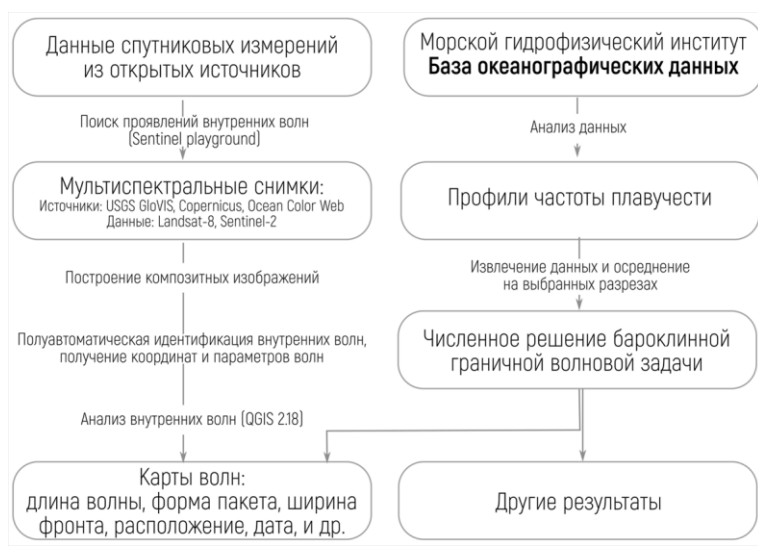 Данные спутниковых измерений
из открытых источников
Поиск проявлений внутренних волн
(Sentinel playground)
Мультиспектральные снимки:
Источники: USGS GloVIS, Copernicus, Ocean Color Web
Данные: Landsat-8, Sentinel-2
Построение композитных изображений
Полуавтоматическая идентификация внутренних волн,
получение координат и параметров волн
Анализ внутренних волн (QGIS 2.18)
Карты волн:
длина волны, форма пакета, ширина
фронта, расположение, дата, и др.
Морской гидрофизический институт
База океанографических данных
Анализ данных
Профили частоты плавучести
Извлечение данных и осреднение
на выбранных разрезах
Численное решение бароклинной
граничной волновой задачи
Другие результаты